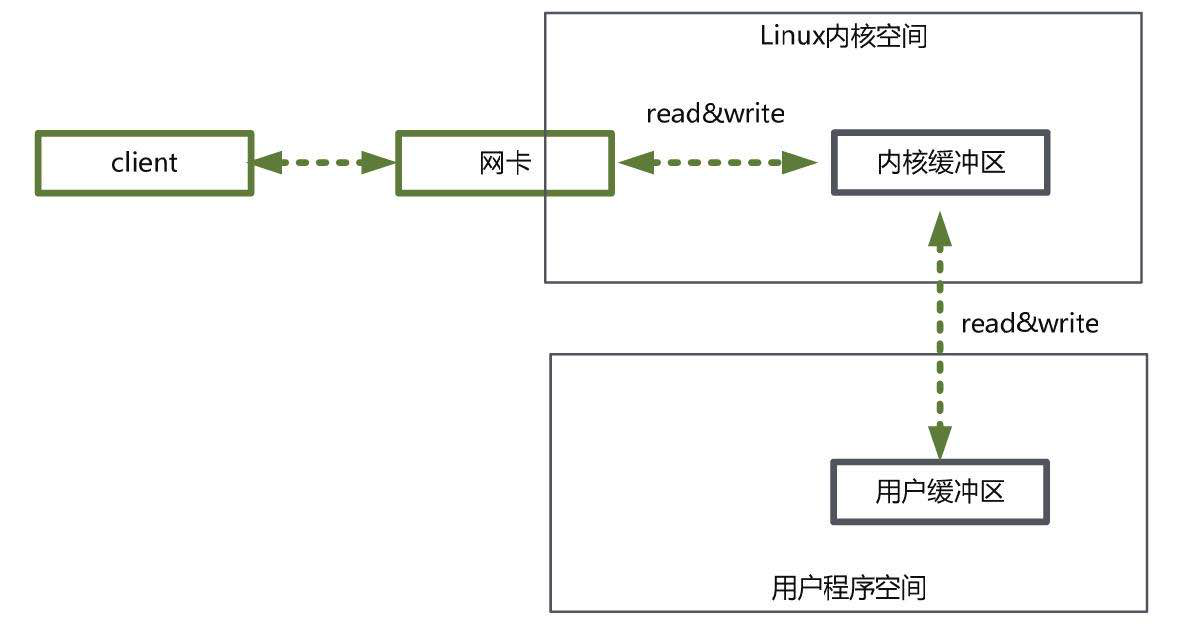 Linux内核空间
read&write
client
网卡
内核缓冲区
read&write
用户缓冲区
用户程序空间